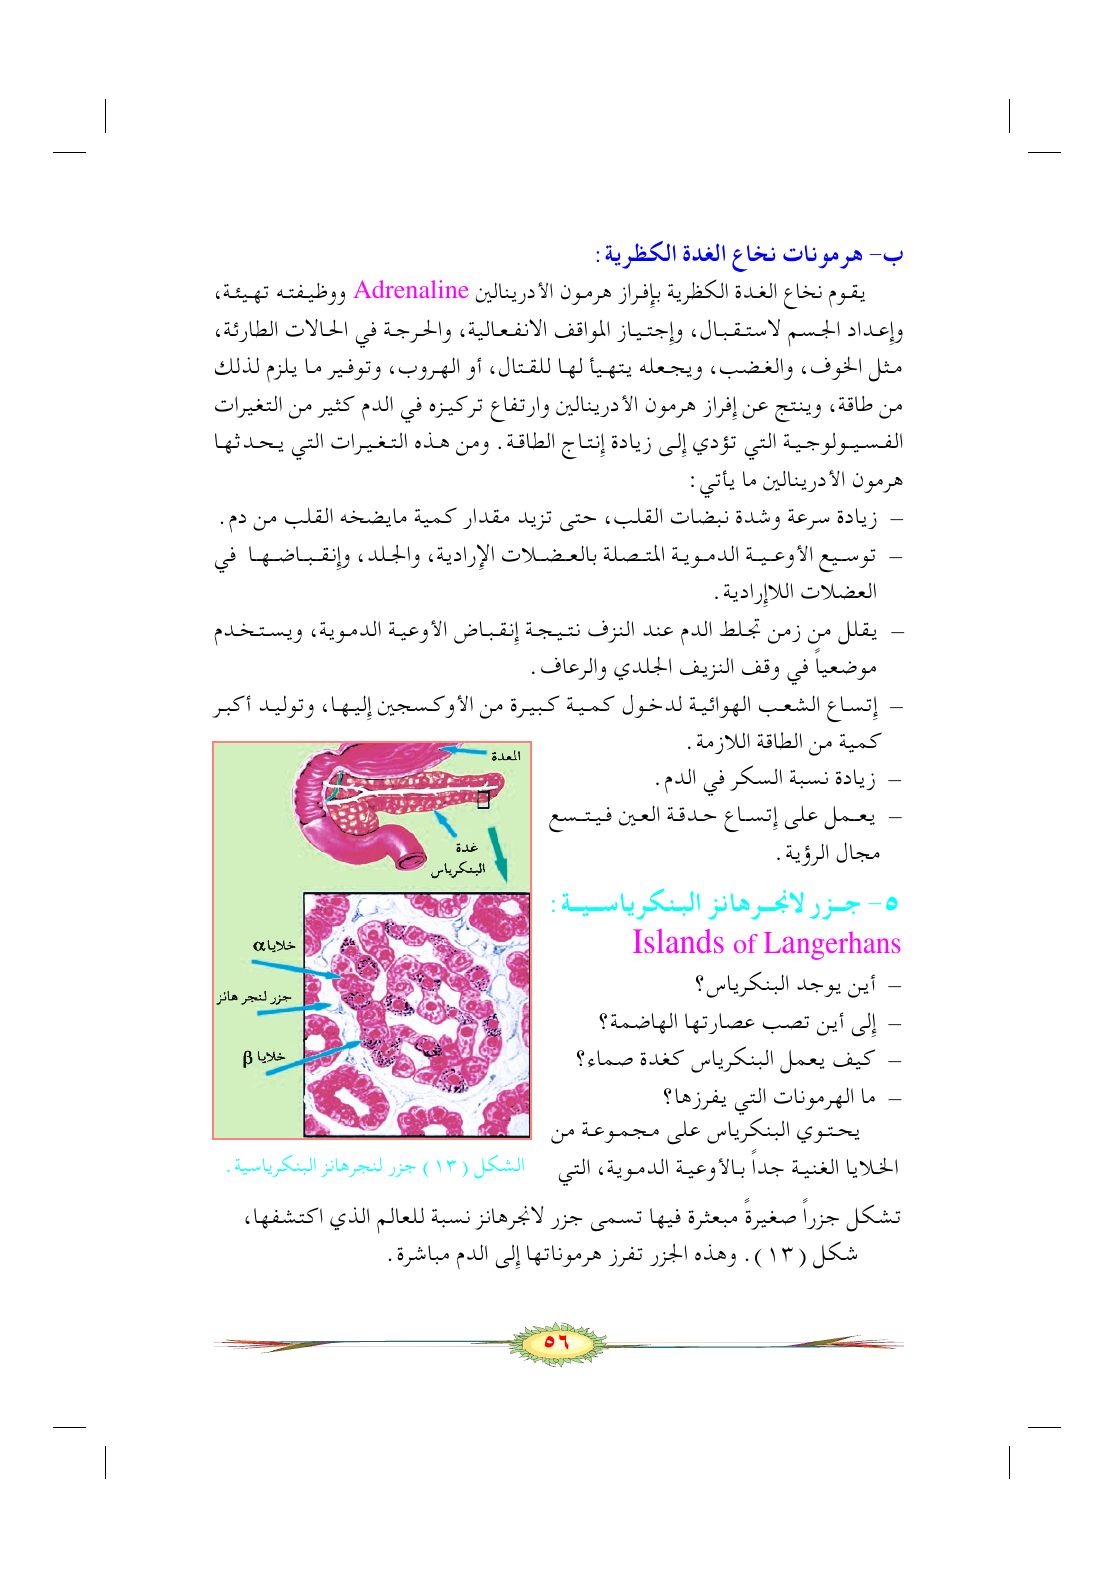 ب- هرمونات نخاع الغدة الكظرية :
يقوم نخاع الغدة الكظرية بإفراز هرمون الأدرينالين Adrenaline ووظيفته تهيئة،
وإعداد الجسم لاستقبال، وإجتياز المواقف الانفعالية، والحرجة في الحالات الطارئة،
مثل الخوف، والغضب، ويجعله يتهيأ لها للقتال، أو الهروب، وتوفير ما يلزم لذلك
من طاقة، وينتج عن إفراز هرمون الأدرينالين وارتفاع تركيزه في الدم كثير من التغيرات
الفسيولوجية التي تؤدي إلى زيادة إنتاج الطاقة . ومن هذه التغيرات التي يحدثها
هرمون الأدرينالين ما يأتي :
– زيادة سرعة وشدة نبضات القلب، حتى تزيد مقدار كمية مايضخه القلب من دم .
– توسيع الأوعية الدموية المتصلة بالعضلات الإرادية، والجلد، وإنقباضها في
العضلات اللاإرادية .
– يقلل من زمن تجلط الدم عند النزف نتيجة إنقباض الأوعية الدموية، ويستخدم
موضعياً في وقف النزيف الجلدي والرعاف .
– إتساع الشعب الهوائية لدخول كمية كبيرة من الأوكسجين إليها، وتوليد أكبر
كمية من الطاقة اللازمة .
– زيادة نسبة السكر في الدم .
– يعمل على إتساع حدقة العين فيتسع
مجال الرؤية .
٥- جزر لانجرهانز البنكرياسية :
Islands of Langerhans
– أين يوجد البنكرياس؟
– إلى أين تصب عصارتها الهاضمة؟
– كيف يعمل البنكرياس كغدة صماء؟
– ما الهرمونات التي يفرزها؟
يحتوي البنكرياس على مجموعة من
الخلايا الغنية جداً بالأوعية الدموية، التي
المعدة
غدة
البنكرياس
خلايا α
جزر لنجر هانز
خلايا β
الشكل ( ١٣ ) جزر لنجرهانز البنكرياسية .
تشكل جزراً صغيرةً مبعثرة فيها تسمى جزر لانجرهانز نسبة للعالم الذي اكتشفها،
شكل ( ١٣ ) . وهذه الجزر تفرز هرموناتها إلى الدم مباشرة .
٥٦